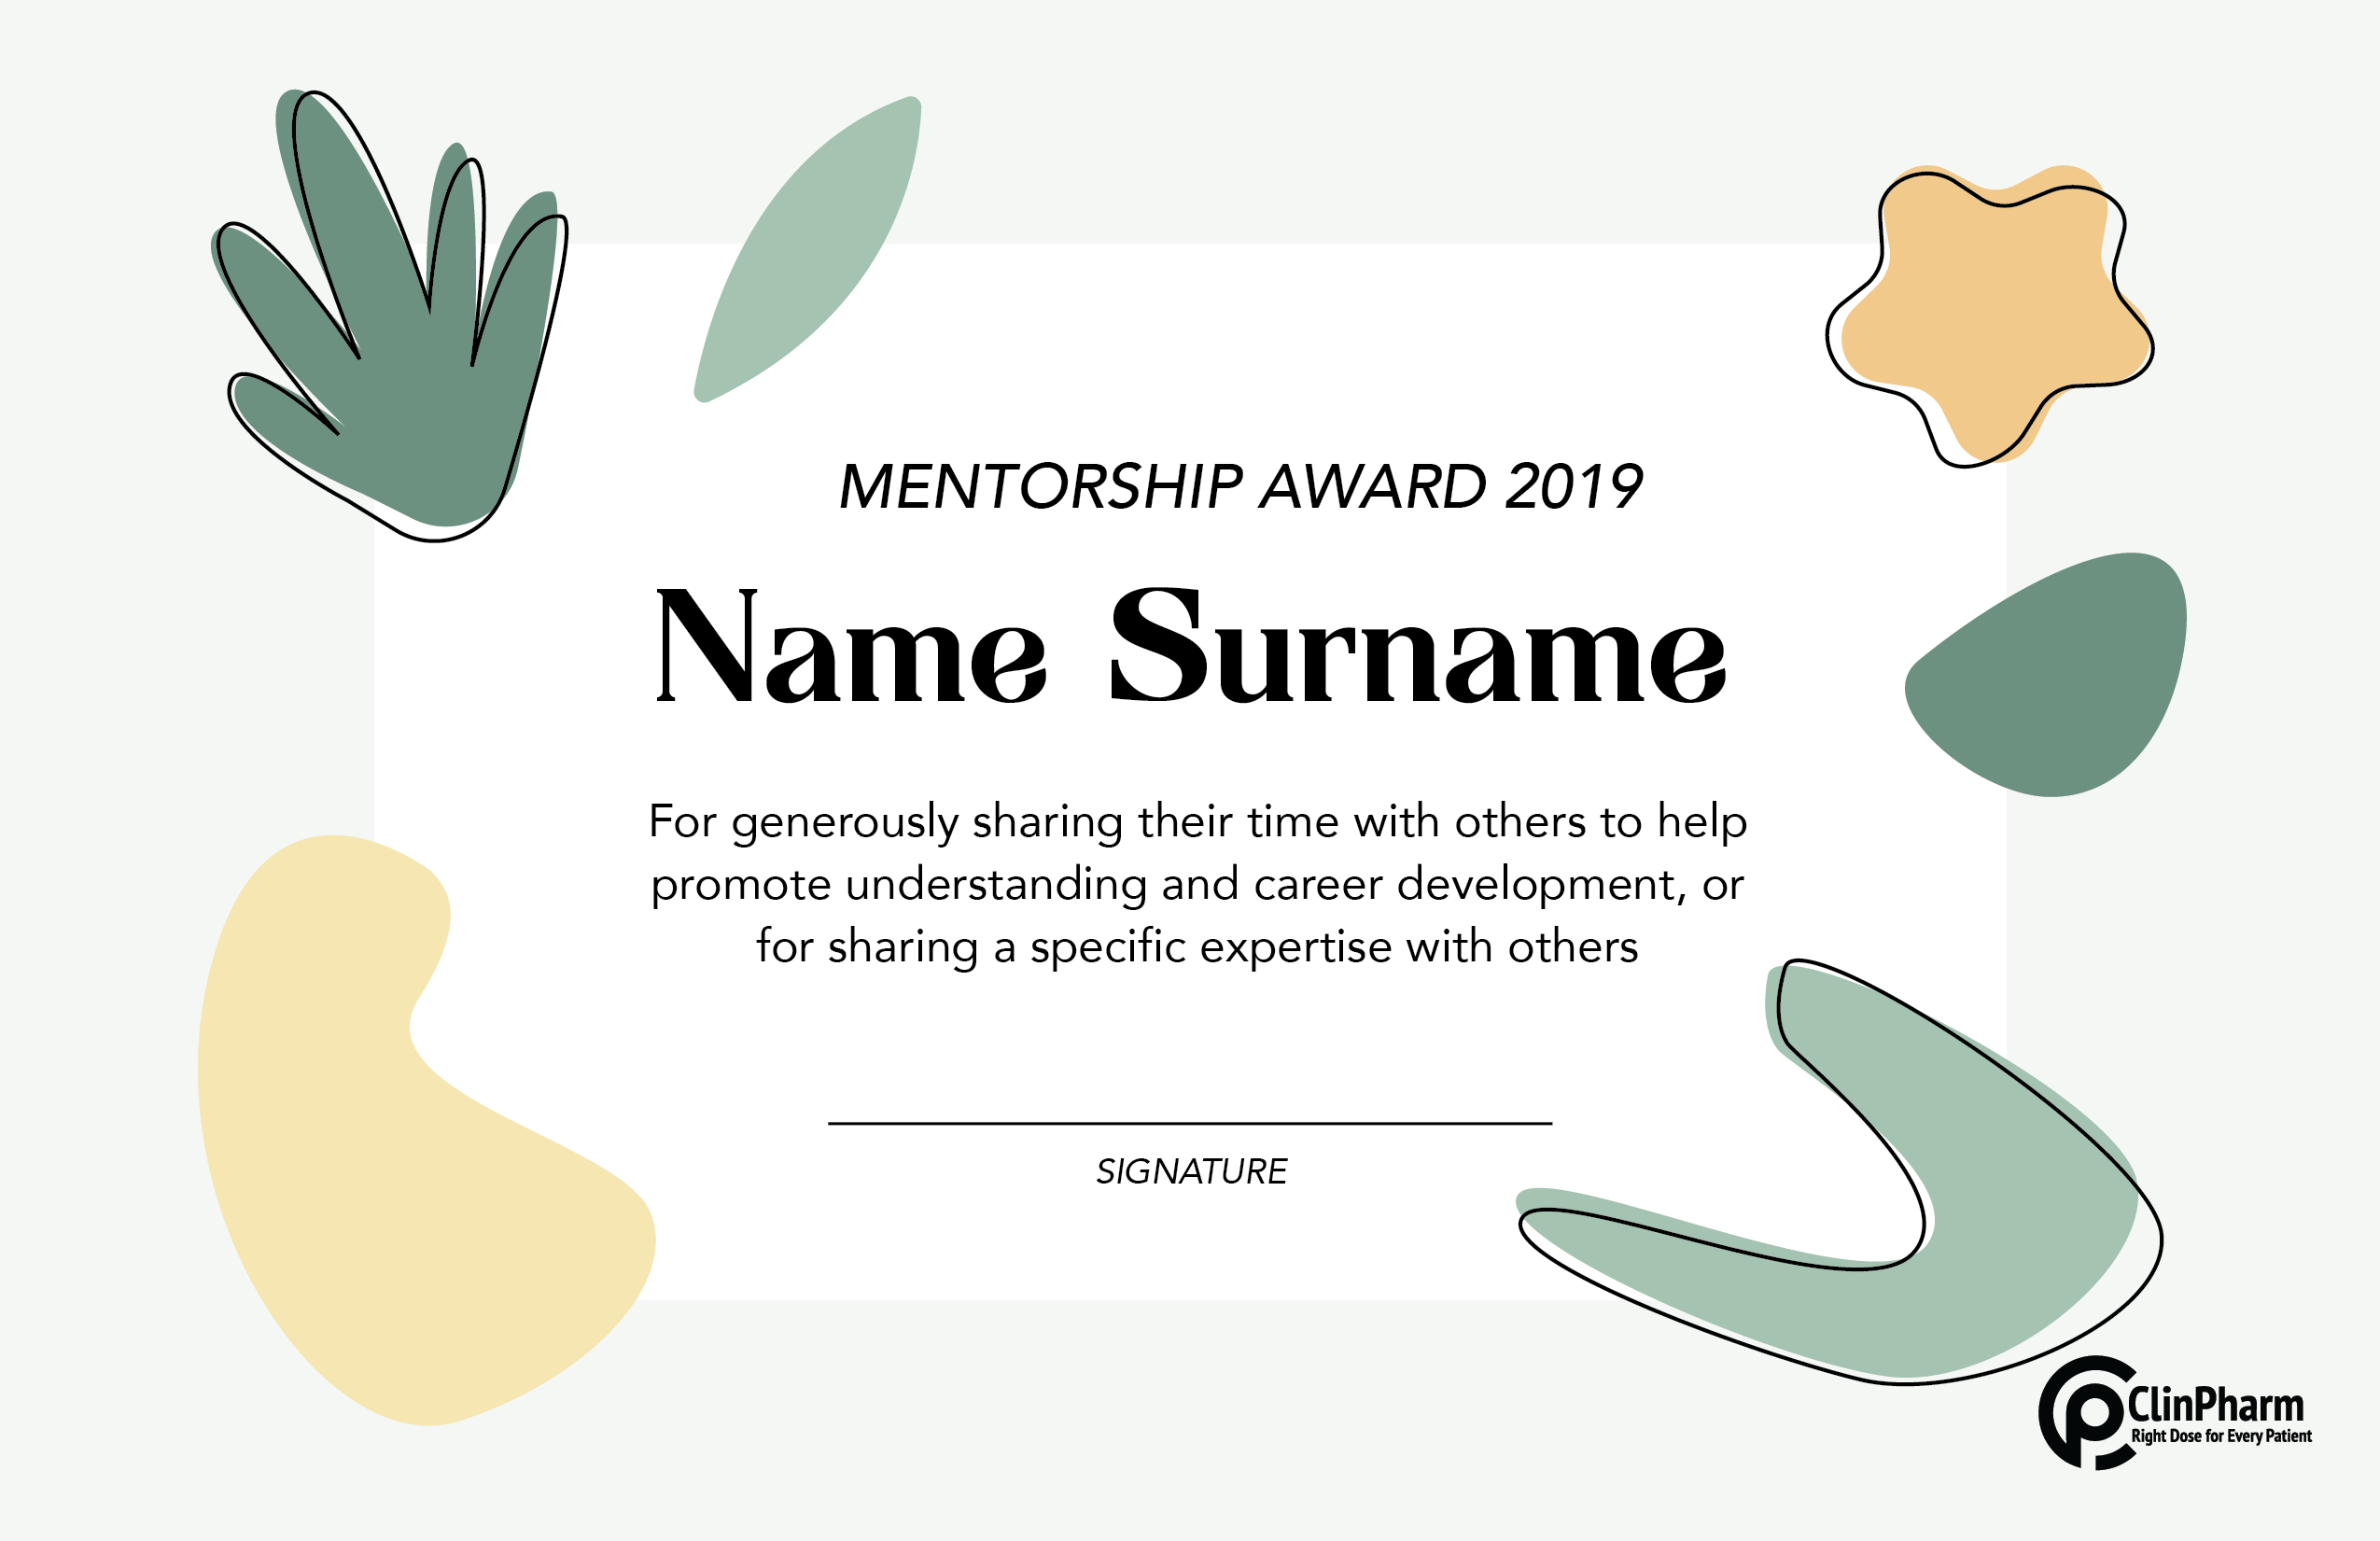 MENTORSHIP AWARD 2019
Name Surname
For generously sharing their time with others to help
promote understanding and career development, or
for sharing a specific expertise with others
SIGNATURE
ClinPharm
Right Dose for Every Patient